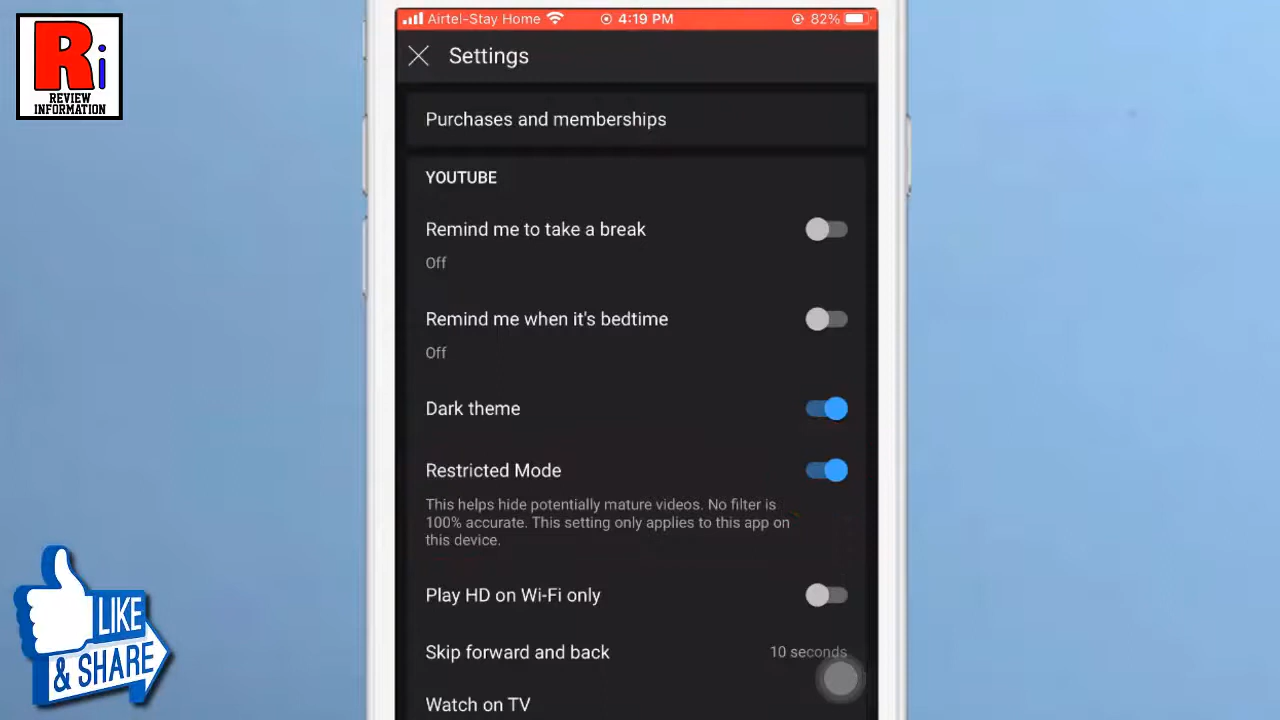 Ri
REVIEW
INFORMATION
Airtel-Stay Home 4:19 PM 82%
Settings
Purchases and memberships
YOUTUBE
Remind me to take a break
Off
Remind me when it's bedtime
Off
Dark theme
Restricted Mode
This helps hide potentially mature videos. No filter is
100% accurate. This setting only applies to this app on
this device.
Play HD on Wi-Fi only
Skip forward and back 10 seconds
Watch on TV
LIKE
& SHARE